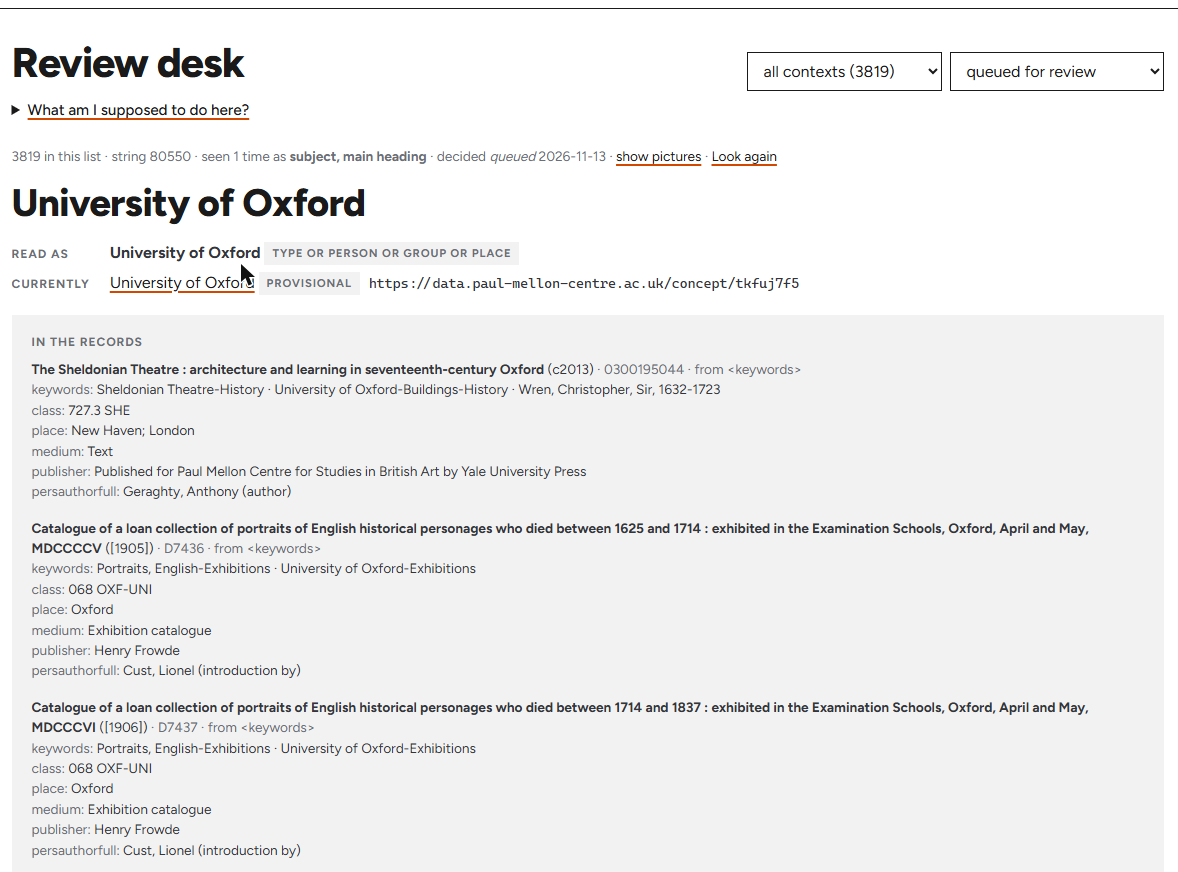 Review desk
all contexts (3819)
queued for review
What am I supposed to do here?
3819 in this list · string 80550 · seen 1 time as subject, main heading · decided queued 2026-11-13 · show pictures · Look again
University of Oxford
READ AS University of Oxford TYPE OR PERSON OR GROUP OR PLACE
CURRENTLY University of Oxford PROVISIONAL https://data.paul-mellon-centre.ac.uk/concept/tkfuj7f5
IN THE RECORDS
The Sheldonian Theatre : architecture and learning in seventeenth-century Oxford (c2013) · 0300195044 · from <keywords>
keywords: Sheldonian Theatre-History · University of Oxford-Buildings-History · Wren, Christopher, Sir, 1632-1723
class: 727.3 SHE
place: New Haven; London
medium: Text
publisher: Published for Paul Mellon Centre for Studies in British Art by Yale University Press
persauthorfull: Geraghty, Anthony (author)
Catalogue of a loan collection of portraits of English historical personages who died between 1625 and 1714 : exhibited in the Examination Schools, Oxford, April and May,
MDCCCCV ([1905]) · D7436 · from <keywords>
keywords: Portraits, English-Exhibitions · University of Oxford-Exhibitions
class: 068 OXF-UNI
place: Oxford
medium: Exhibition catalogue
publisher: Henry Frowde
persauthorfull: Cust, Lionel (introduction by)
Catalogue of a loan collection of portraits of English historical personages who died between 1714 and 1837 : exhibited in the Examination Schools, Oxford, April and May,
MDCCCVI ([1906]) · D7437 · from <keywords>
keywords: Portraits, English-Exhibitions · University of Oxford-Exhibitions
class: 068 OXF-UNI
place: Oxford
medium: Exhibition catalogue
publisher: Henry Frowde
persauthorfull: Cust, Lionel (introduction by)